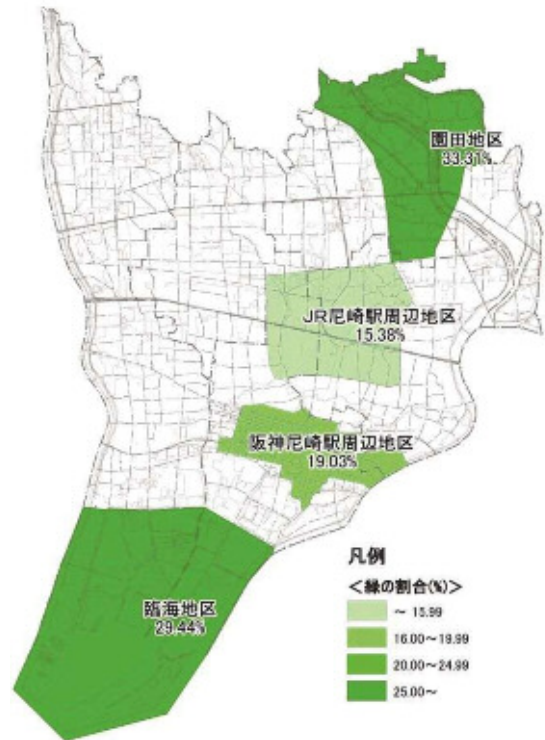 園田地区
33.31%
JR尼崎駅周辺地区
15.38%
阪神尼崎駅周辺地区
19.03%
臨海地区
29.44%
凡例
＜緑の割合(%)＞
～ 15.99
16.00～19.99
20.00～24.99
25.00～